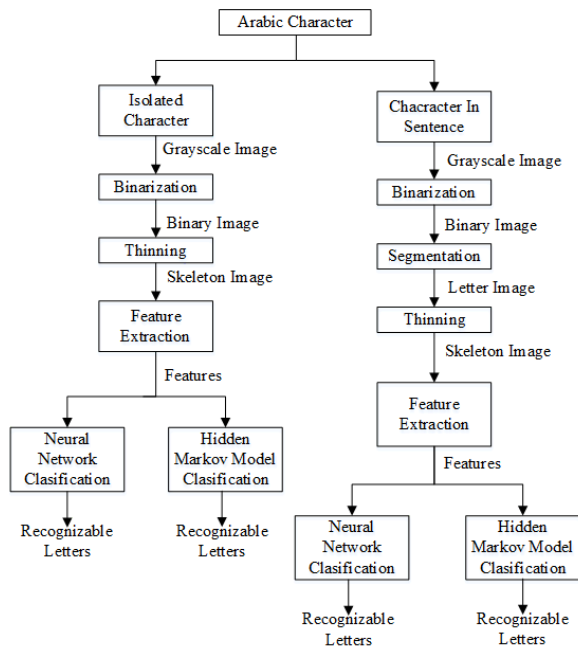 Arabic Character
Isolated
Character
Grayscale Image
Binarization
Binary Image
Thinning
Skeleton Image
Feature
Extraction
Features
Neural
Network
Clasification
Hidden
Markov Model
Clasification
Recognizable
Letters
Recognizable
Letters
Chacracter In
Sentence
Grayscale Image
Binarization
Binary Image
Segmentation
Letter Image
Thinning
Skeleton Image
Feature
Extraction
Features
Neural
Network
Clasification
Hidden
Markov Model
Clasification
Recognizable
Letters
Recognizable
Letters